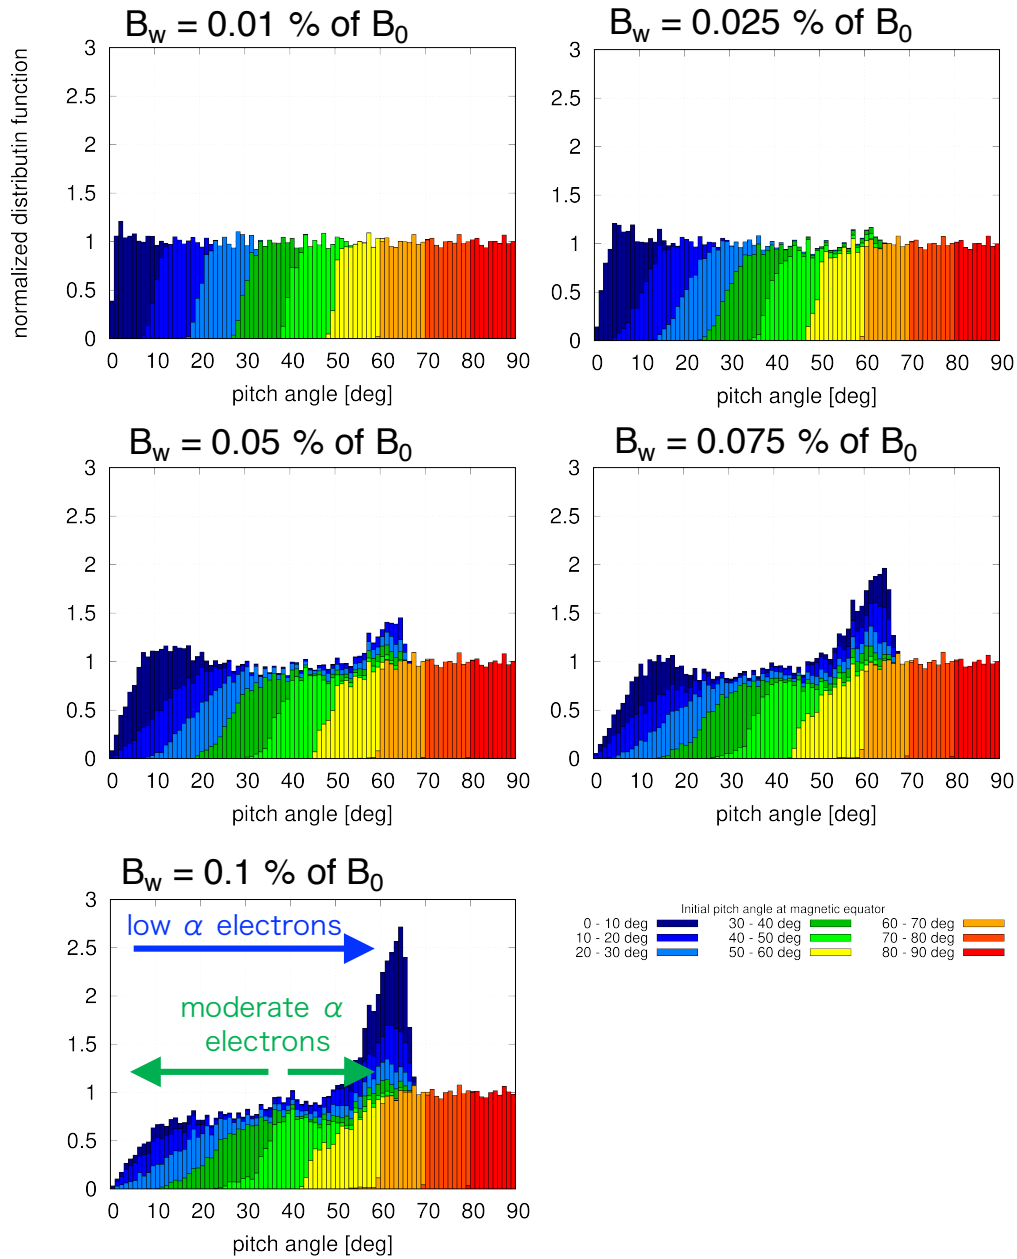 B_w = 0.01 % of B_0
B_w = 0.025 % of B_0
normalized distributin function
3
2.5
2
1.5
1
0.5
0
0 10 20 30 40 50 60 70 80 90
pitch angle [deg]
3
2.5
2
1.5
1
0.5
0
0 10 20 30 40 50 60 70 80 90
pitch angle [deg]
B_w = 0.05 % of B_0
B_w = 0.075 % of B_0
3
2.5
2
1.5
1
0.5
0
0 10 20 30 40 50 60 70 80 90
pitch angle [deg]
3
2.5
2
1.5
1
0.5
0
0 10 20 30 40 50 60 70 80 90
pitch angle [deg]
B_w = 0.1 % of B_0
3
2.5
2
1.5
1
0.5
0
low α electrons
moderate α
electrons
0 10 20 30 40 50 60 70 80 90
pitch angle [deg]
Initial pitch angle at magnetic equator
0 - 10 deg 30 - 40 deg 60 - 70 deg
10 - 20 deg 40 - 50 deg 70 - 80 deg
20 - 30 deg 50 - 60 deg 80 - 90 deg